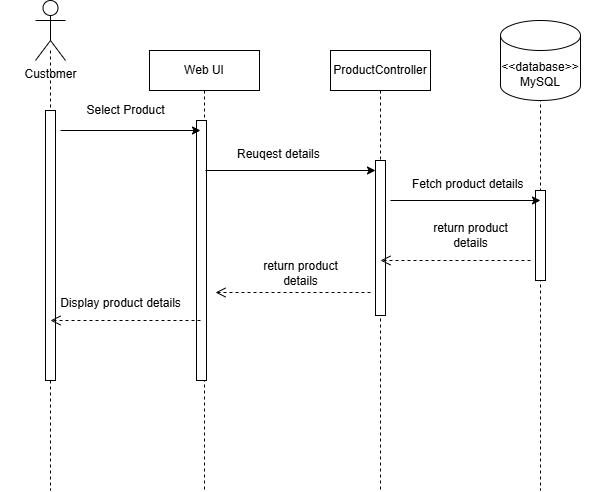 Customer
Web UI
ProductController
<<database>>
MySQL
Select Product
Reuqest details
Fetch product details
return product
details
return product
details
Display product details